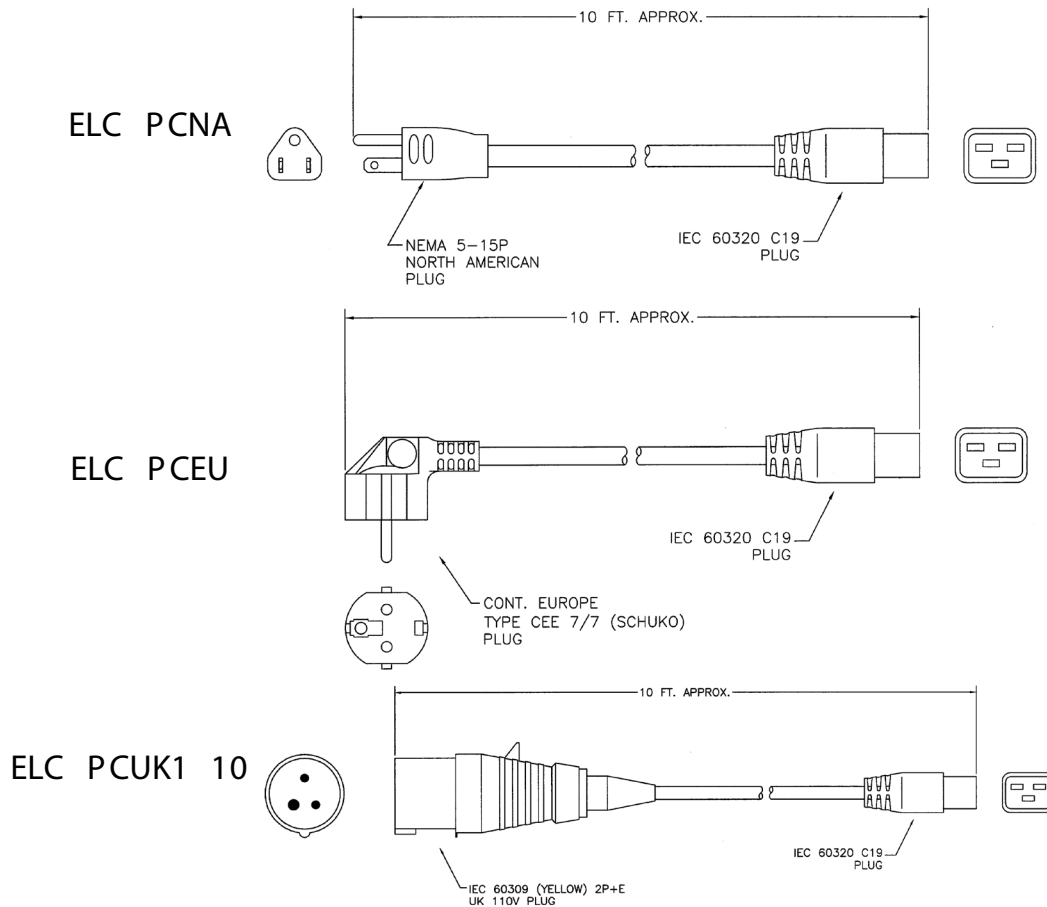 10 FT. APPROX.
ELC PCNA
NEMA 5-15P
NORTH AMERICAN
PLUG
IEC 60320 C19
PLUG
10 FT. APPROX.
ELC PCEU
IEC 60320 C19
PLUG
CONT. EUROPE
TYPE CEE 7/7 (SCHUKO)
PLUG
10 FT. APPROX.
ELC PCUK1 10
IEC 60320 C19
PLUG
IEC 60309 (YELLOW) 2P+E
UK 110V PLUG